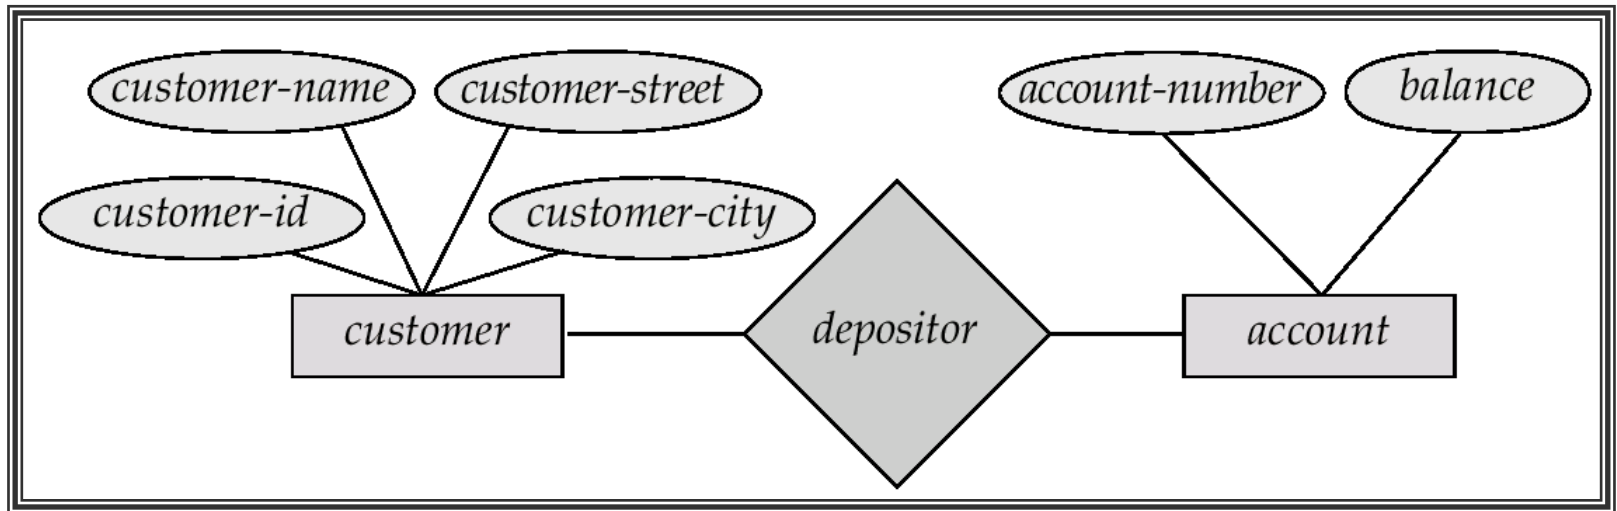 customer-name
customer-street
account-number
balance
customer-id
customer-city
customer
depositor
account